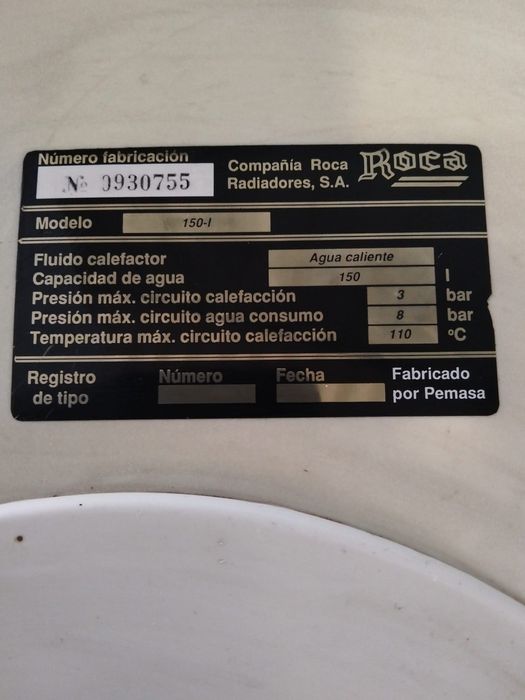 Número fabricación
Compañía Roca
Radiadores, S.A.
Roca
Nº 0930755
Modelo 150-I
Fluido calefactor Agua caliente
Capacidad de agua 150 l
Presión máx. circuito calefacción 3 bar
Presión máx. circuito agua consumo 8 bar
Temperatura máx. circuito calefacción 110 ºC
Registro de tipo
Número
Fecha
Fabricado
por Pemasa